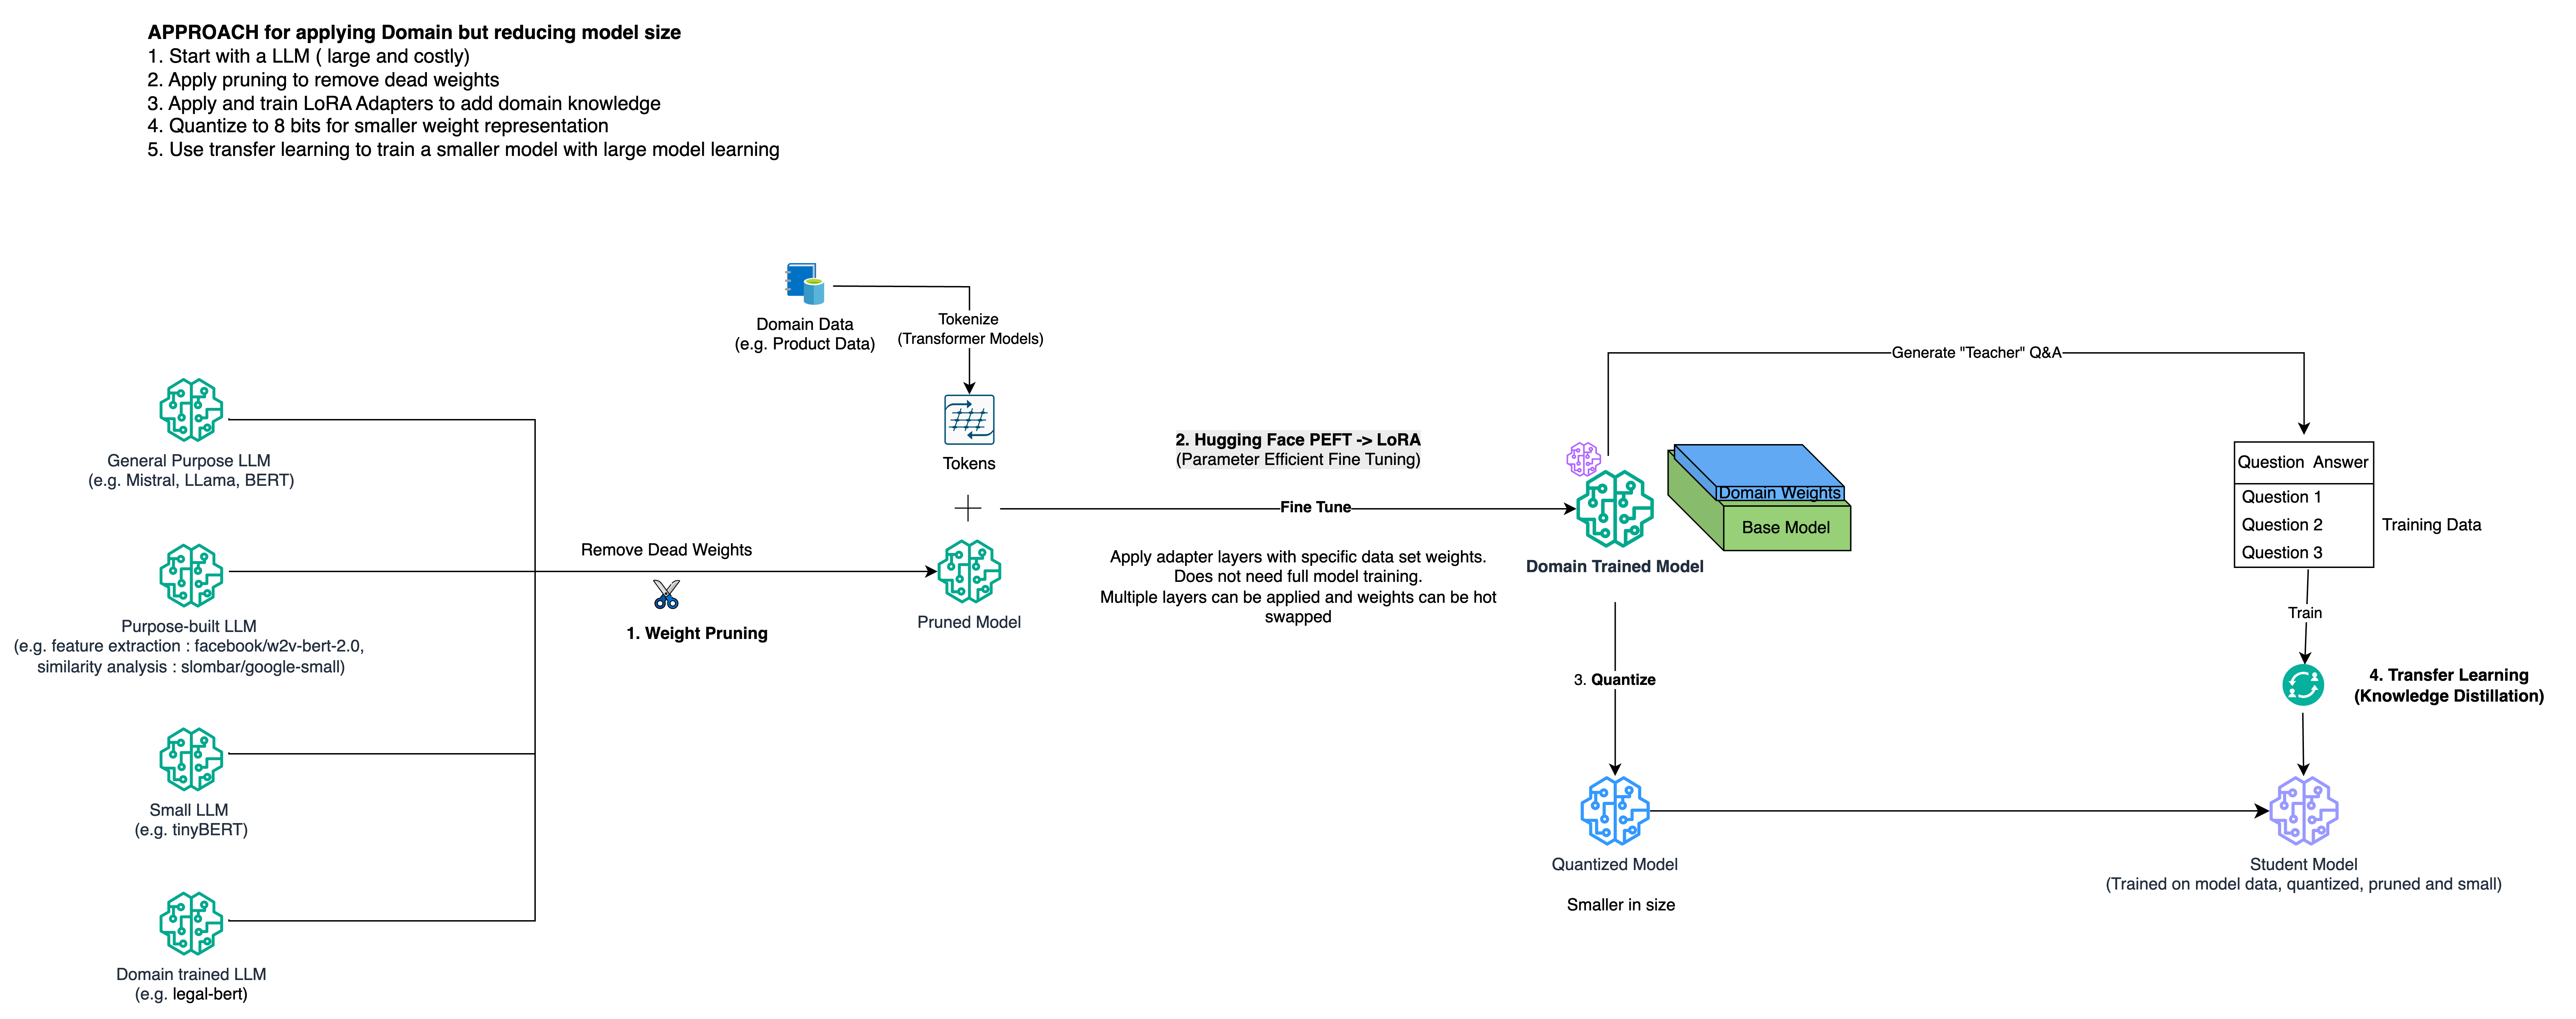 APPROACH for applying Domain but reducing model size
1. Start with a LLM ( large and costly)
2. Apply pruning to remove dead weights
3. Apply and train LoRA Adapters to add domain knowledge
4. Quantize to 8 bits for smaller weight representation
5. Use transfer learning to train a smaller model with large model learning
Domain Data
(e.g. Product Data)
Tokenize
(Transformer Models)
Tokens
General Purpose LLM
(e.g. Mistral, LLama, BERT)
Purpose-built LLM
(e.g. feature extraction : facebook/w2v-bert-2.0,
similarity analysis : slombar/google-small)
Small LLM
(e.g. tinyBERT)
Domain trained LLM
(e.g. legal-bert)
Remove Dead Weights
1. Weight Pruning
Pruned Model
2. Hugging Face PEFT -> LoRA
(Parameter Efficient Fine Tuning)
Fine Tune
Apply adapter layers with specific data set weights.
Does not need full model training.
Multiple layers can be applied and weights can be hot
swapped
Domain Weights
Base Model
Domain Trained Model
3. Quantize
Quantized Model
Smaller in size
Generate "Teacher" Q&A
Question Answer
Question 1
Question 2
Question 3
Training Data
Train
4. Transfer Learning
(Knowledge Distillation)
Student Model
(Trained on model data, quantized, pruned and small)